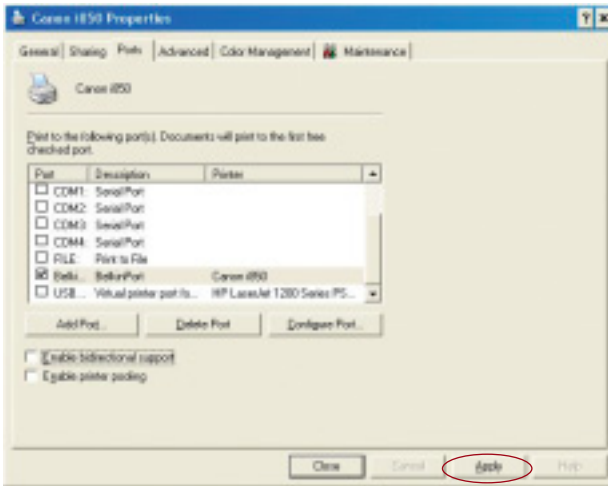 Canon i850 Properties
General Sharing Ports Advanced Color Management Maintenance
Canon i850
Print to the following port(s). Documents will print to the first free
checked port.
Port Description Printer
COM1: Serial Port
COM2: Serial Port
COM3: Serial Port
COM4: Serial Port
FILE: Print to File
Belki... BelkinPort Canon i850
USB... Virtual printer port fo... HP LaserJet 1200 Series PS...
Add Port... Delete Port Configure Port...
Enable bidirectional support
Enable printer pooling
Close Cancel Apply Help